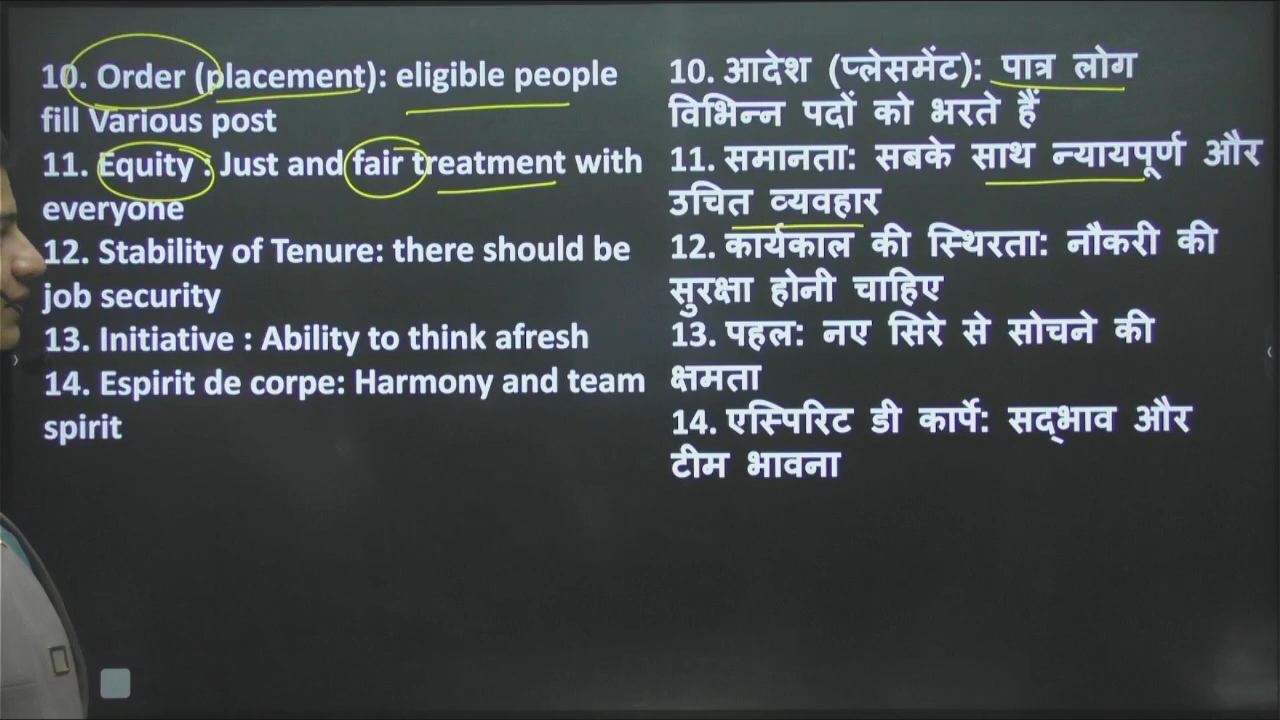 10. Order (placement): eligible people
fill Various post
11. Equity : Just and fair treatment with
everyone
12. Stability of Tenure: there should be
job security
13. Initiative : Ability to think afresh
14. Espirit de corpe: Harmony and team
spirit
10. आदेश (प्लेसमेंट): पात्र लोग
विभिन्न पदों को भरते हैं
11. समानता: सबके साथ न्यायपूर्ण और
उचित व्यवहार
12. कार्यकाल की स्थिरता: नौकरी की
सुरक्षा होनी चाहिए
13. पहल: नए सिरे से सोचने की
क्षमता
14. एस्पिरिट डी कार्पे: सद्भाव और
टीम भावना